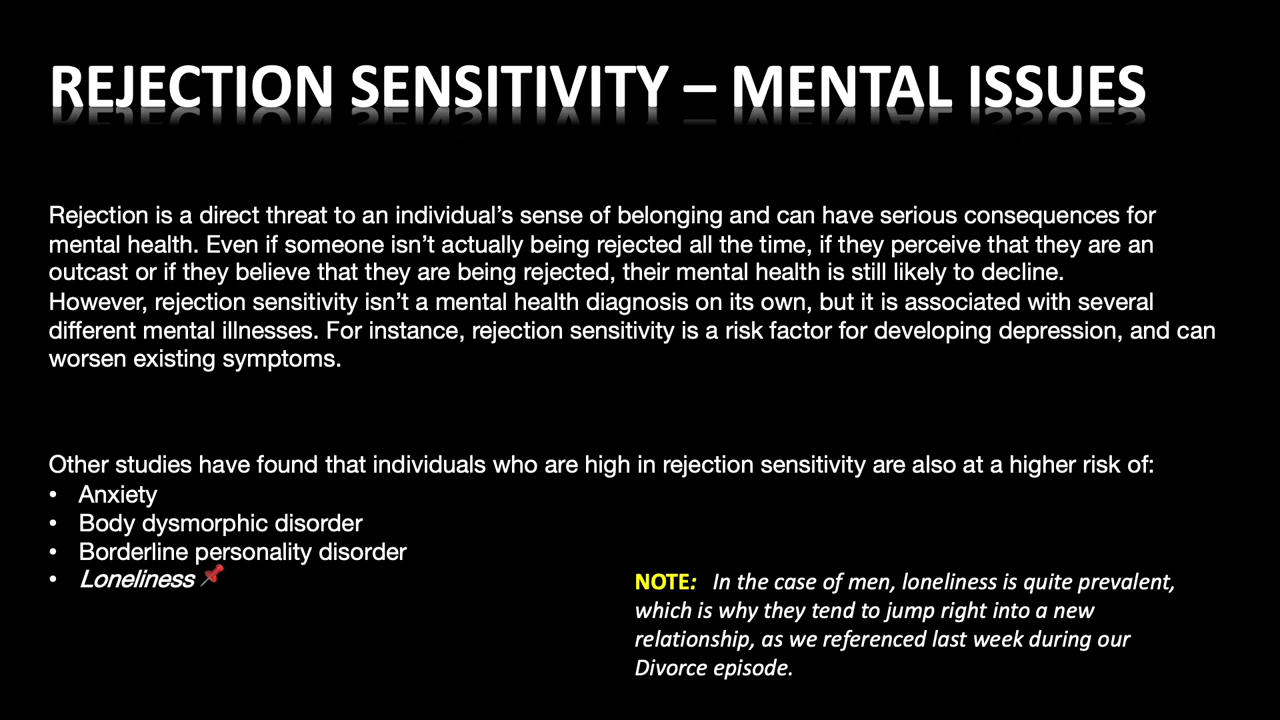 REJECTION SENSITIVITY – MENTAL ISSUES
Rejection is a direct threat to an individual’s sense of belonging and can have serious consequences for
mental health. Even if someone isn’t actually being rejected all the time, if they perceive that they are an
outcast or if they believe that they are being rejected, their mental health is still likely to decline.
However, rejection sensitivity isn’t a mental health diagnosis on its own, but it is associated with several
different mental illnesses. For instance, rejection sensitivity is a risk factor for developing depression, and can
worsen existing symptoms.
Other studies have found that individuals who are high in rejection sensitivity are also at a higher risk of:
• Anxiety
• Body dysmorphic disorder
• Borderline personality disorder
• Loneliness 📌
NOTE: In the case of men, loneliness is quite prevalent,
which is why they tend to jump right into a new
relationship, as we referenced last week during our
Divorce episode.